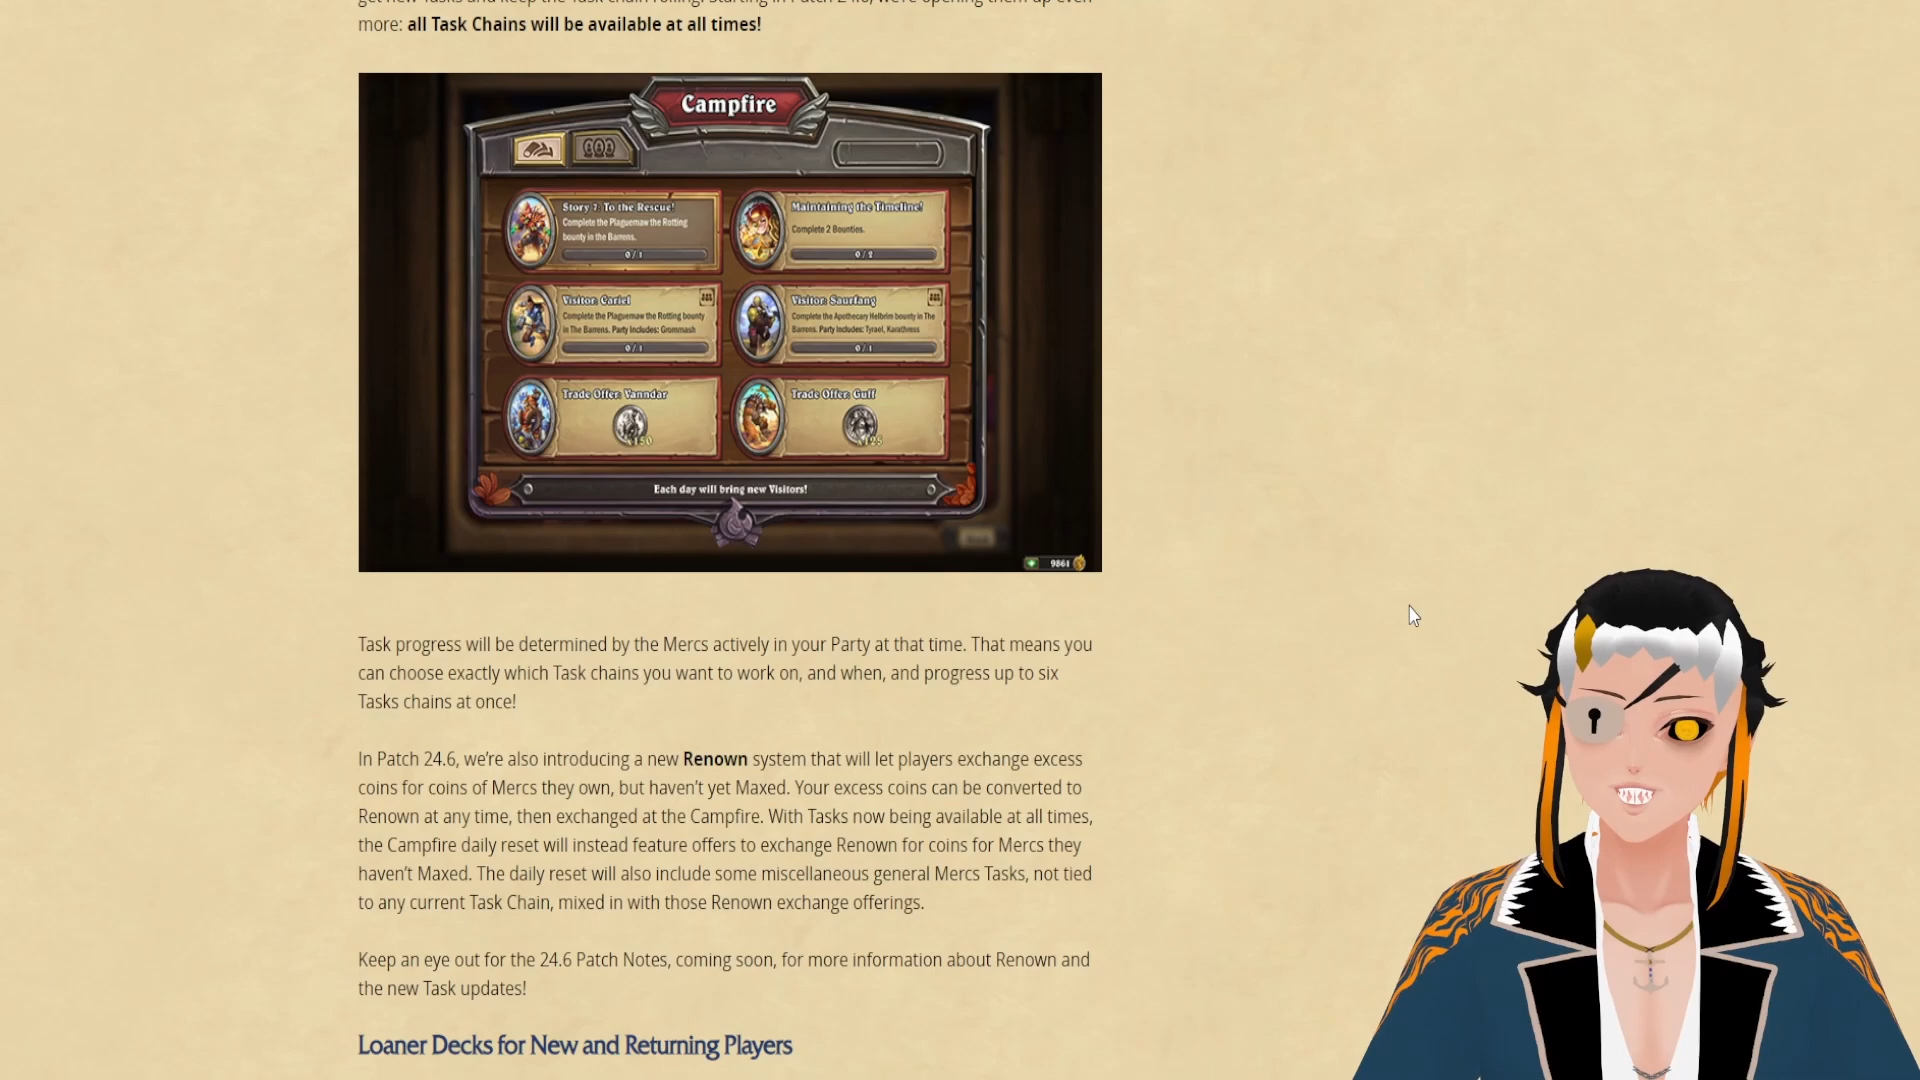 more: all Task Chains will be available at all times!
Campfire
Story 7: To the Rescue!
Complete the Plaguemaw the Rotting
bounty in the Barrens.
0/1
Maintaining the Timeline!
Complete 2 Bounties.
0/2
Visitor: Cariel
Complete the Plaguemaw the Rotting bounty
in The Barrens. Party Includes: Grommash
0/1
Visitor: Saurfang
Complete the Apothecary Helbrim bounty in The
Barrens. Party Includes: Tyrael, Karathress
0/1
Trade Offer: Vanndar
x150
Trade Offer: Guff
x125
Each day will bring new Visitors!
9861
Task progress will be determined by the Mercs actively in your Party at that time. That means you
can choose exactly which Task chains you want to work on, and when, and progress up to six
Tasks chains at once!
In Patch 24.6, we’re also introducing a new Renown system that will let players exchange excess
coins for coins of Mercs they own, but haven’t yet Maxed. Your excess coins can be converted to
Renown at any time, then exchanged at the Campfire. With Tasks now being available at all times,
the Campfire daily reset will instead feature offers to exchange Renown for coins for Mercs they
haven’t Maxed. The daily reset will also include some miscellaneous general Mercs Tasks, not tied
to any current Task Chain, mixed in with those Renown exchange offerings.
Keep an eye out for the 24.6 Patch Notes, coming soon, for more information about Renown and
the new Task updates!
Loaner Decks for New and Returning Players